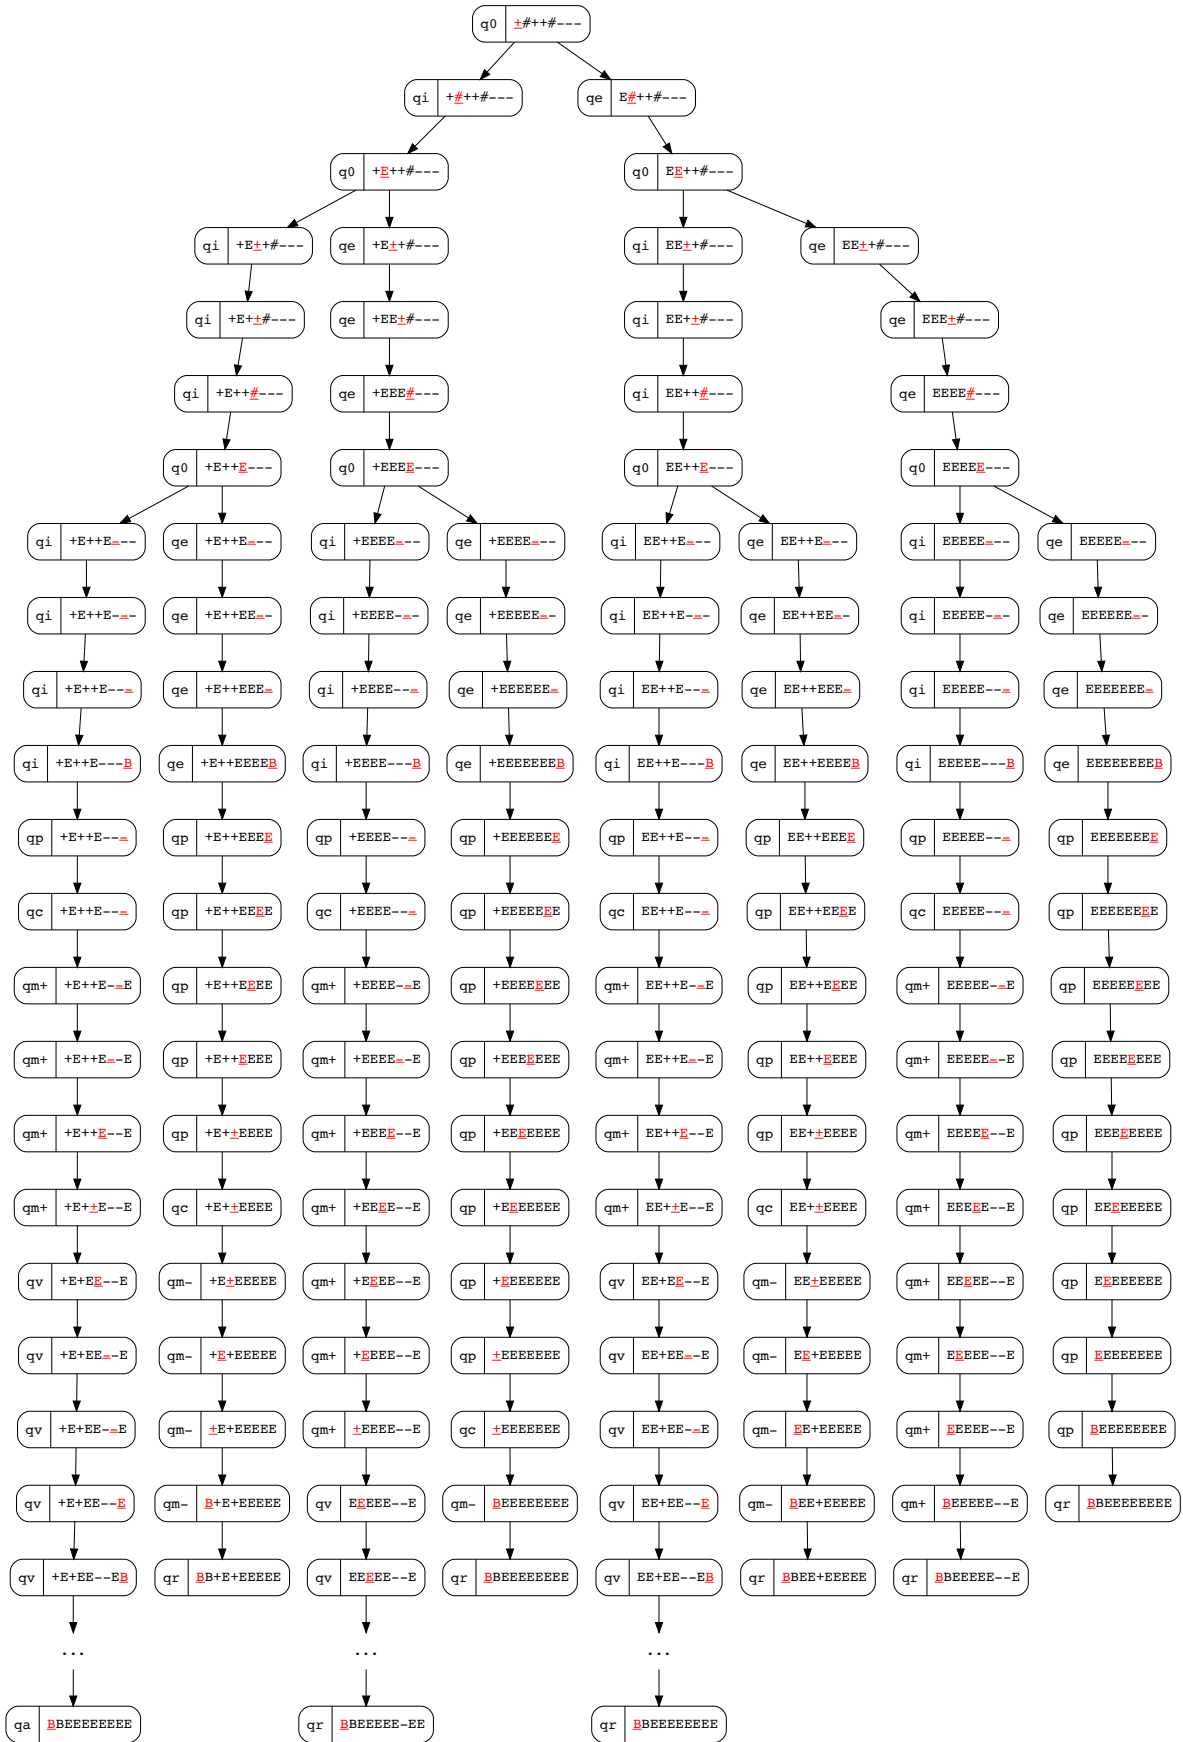 q0 +#++#---
qi +#++#--- qe E#++#---
q0 +E++#--- q0 EE++#---
qi +E++#--- qe +E++#--- qi EE++#--- qe EE++#---
qi +E++#--- qe +EE+#--- qi EE++#--- qe EEE+#---
qi +E++#--- qe +EEE#--- qi EE++#--- qe EEEE#---
q0 +E++E--- q0 +EEEE--- q0 EE++E--- q0 EEEEE---
qi +E++E--- qe +E++E--- qi +EEEE--- qe +EEEE--- qi EE++E--- qe EE++E--- qi EEEEE--- qe EEEEE---
qi +E++E--- qe +E++EE-- qi +EEEE--- qe +EEEEE-- qi EE++E--- qe EE++EE-- qi EEEEE--- qe EEEEEE--
qi +E++E--- qe +E++EEE- qi +EEEE--- qe +EEEEEE- qi EE++E--- qe EE++EEE- qi EEEEE--- qe EEEEEEE-
qi +E++E---B qe +E++EEEEB qi +EEEE---B qe +EEEEEEEB qi EE++E---B qe EE++EEEEB qi EEEEE---B qe EEEEEEEEB
qp +E++E--- qp +E++EEEE qp +EEEE--- qp +EEEEEEE qp EE++E--- qp EE++EEEE qp EEEEE--- qp EEEEEEEE
qc +E++E--- qp +E++EEEE qc +EEEE--- qp +EEEEEEE qc EE++E--- qp EE++EEEE qc EEEEE--- qp EEEEEEEE
qm+ +E++E--E qp +E++EEEE qm+ +EEEE--E qp +EEEEEEE qm+ EE++E--E qp EE++EEEE qm+ EEEEE--E qp EEEEEEEE
qm+ +E++E--E qp +E++EEEE qm+ +EEEE--E qp +EEEEEEE qm+ EE++E--E qp EE++EEEE qm+ EEEEE--E qp EEEEEEEE
qm+ +E++E--E qp +E++EEEE qm+ +EEEE--E qp +EEEEEEE qm+ EE++E--E qp EE++EEEE qm+ EEEEE--E qp EEEEEEEE
qm+ +E++E--E qc +E++EEEE qm+ +EEEE--E qp +EEEEEEE qm+ EE++E--E qc EE++EEEE qm+ EEEEE--E qp EEEEEEEE
qv +E+EE--E qm- +E+EEEEE qm+ +EEEE--E qp +EEEEEEE qv EE+EE--E qm- EE+EEEEE qm+ EEEEE--E qp EEEEEEEE
qv +E+EE--E qm- +E+EEEEE qm+ +EEEE--E qp +EEEEEEE qv EE+EE--E qm- EE+EEEEE qm+ EEEEE--E qp EEEEEEEE
qv +E+EE--E qm- +E+EEEEE qm+ +EEEE--E qc +EEEEEEE qv EE+EE--E qm- EE+EEEEE qm+ EEEEE--E qp BEEEEEEEE
qv +E+EE--E qm- B+E+EEEEE qv EEEEE--E qm- BEEEEEEEE qv EE+EE--E qm- BEE+EEEEE qm+ BEEEEE--E qr BBEEEEEEEE
qv +E+EE--EB qr BB+E+EEEEE qv EEEEE--E qr BBEEEEEEEE qv EE+EE--EB qr BBEE+EEEEE qr BBEEEEE--E
... ... ...
qa BBEEEEEEEE qr BBEEEEE-EE qr BBEEEEEEEE